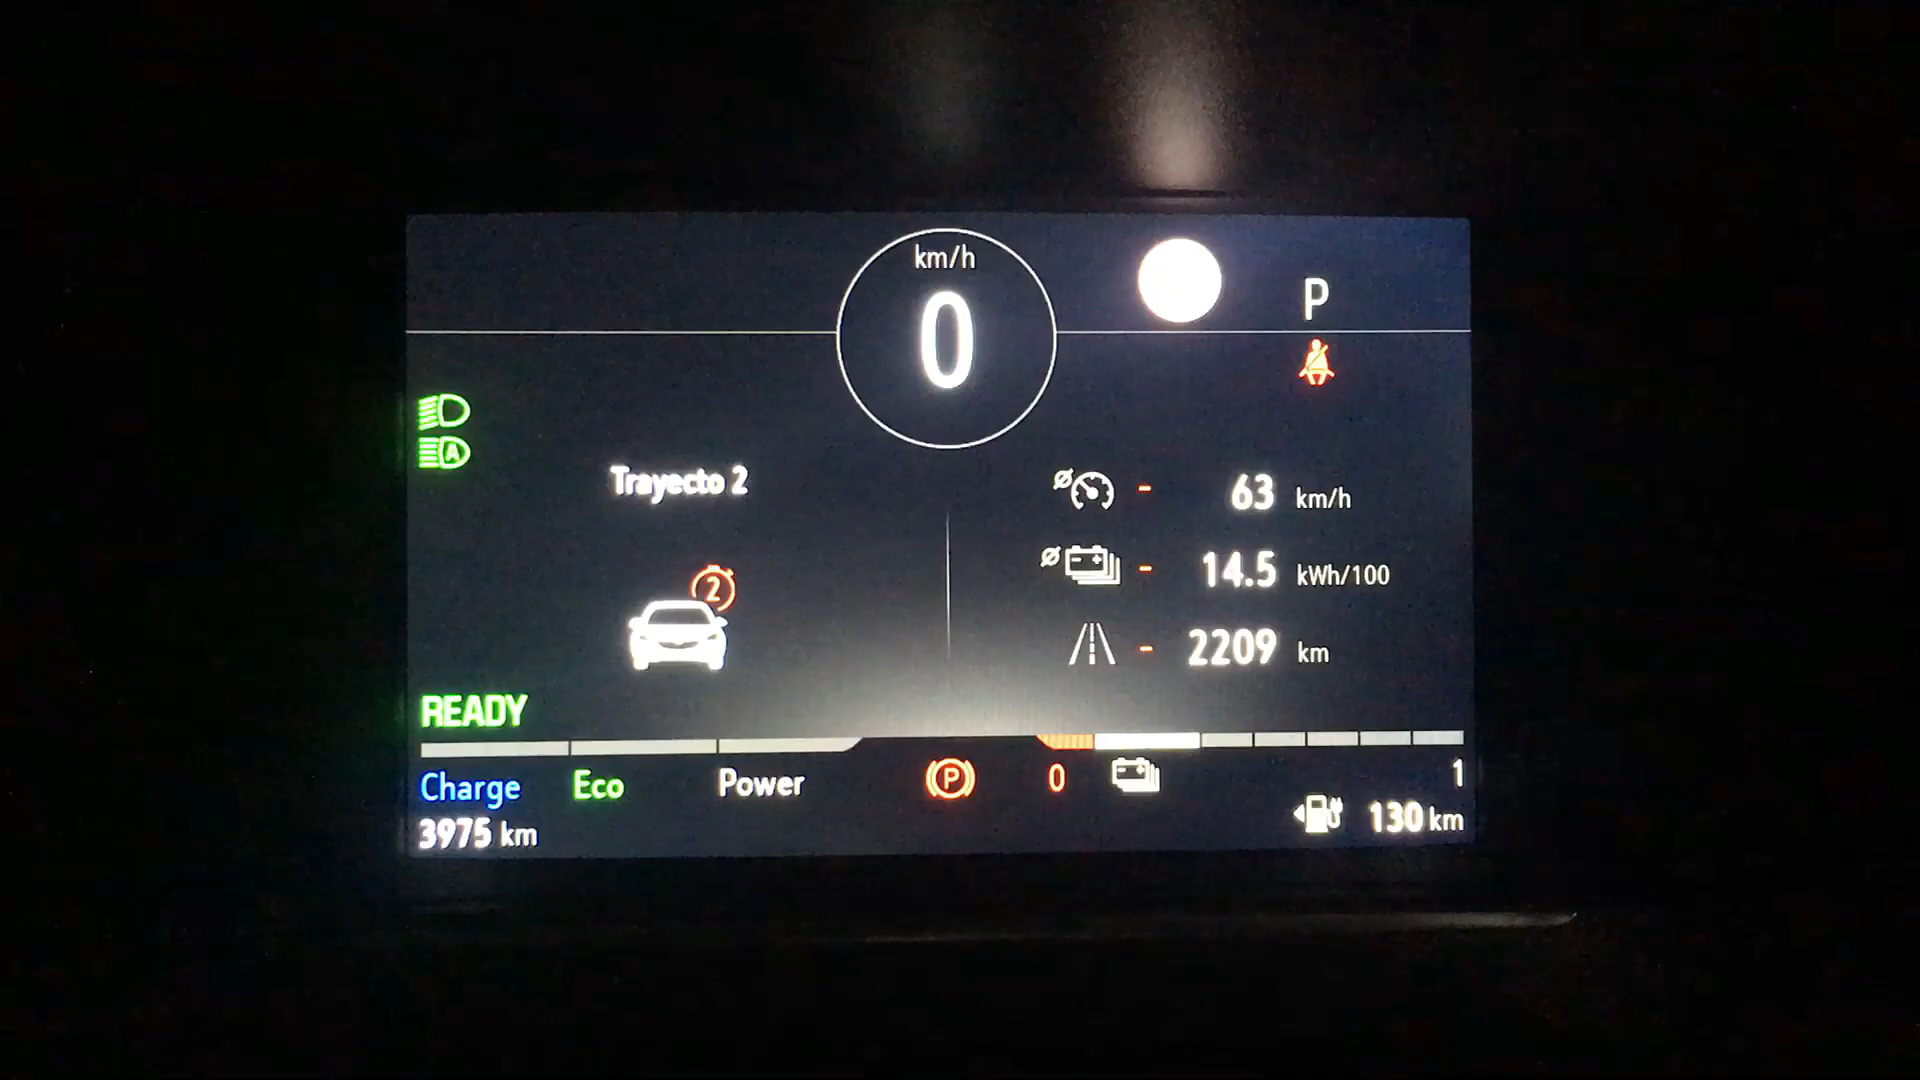 km/h
0
P
A
Trayecto 2
63 km/h
2
14.5 kWh/100
2209 km
READY
Charge Eco Power P 0 1
3975 km 130 km